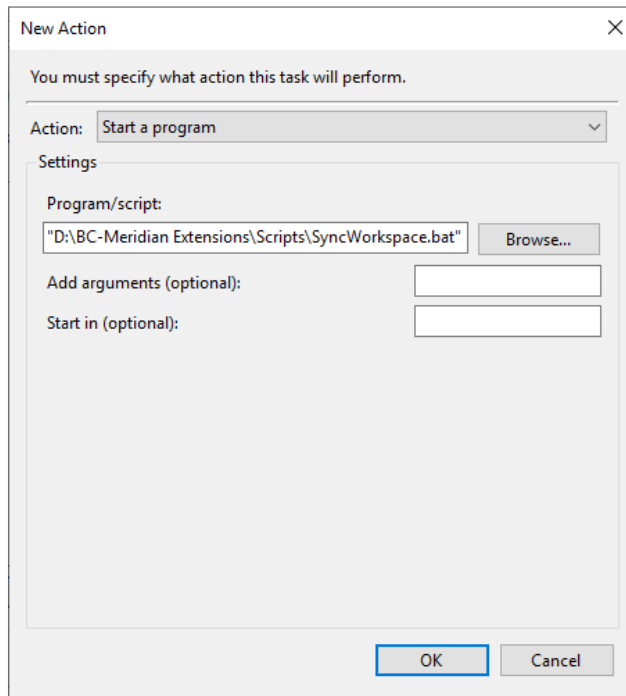 New Action
You must specify what action this task will perform.
Action: Start a program
Settings
Program/script:
"D:\BC-Meridian Extensions\Scripts\SyncWorkspace.bat" Browse...
Add arguments (optional):
Start in (optional):
OK Cancel